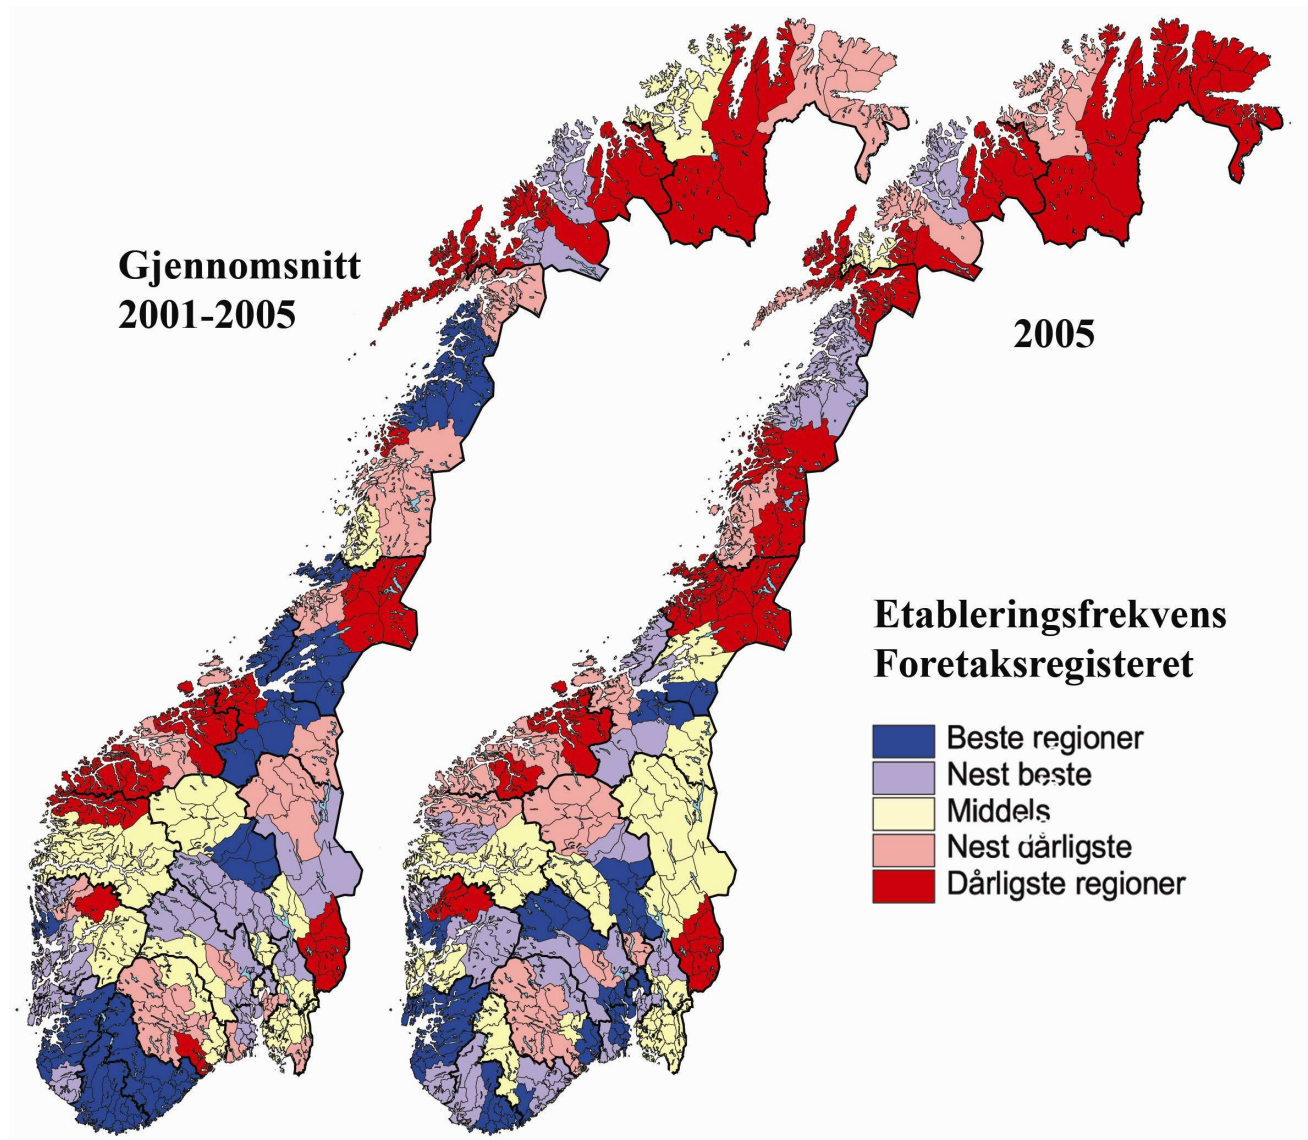 Gjennomsnitt
2001-2005
2005
Etableringsfrekvens
Foretaksregisteret
Beste regioner
Nest beste
Middels
Nest dårligste
Dårligste regioner